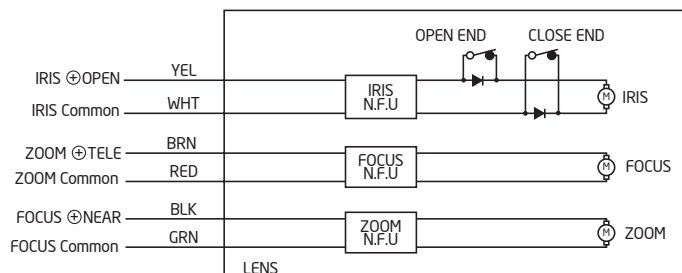 OPEN END CLOSE END
IRIS ⊕OPEN YEL
IRIS N.F.U
M IRIS
IRIS Common WHT
ZOOM ⊕TELE BRN
FOCUS N.F.U
M FOCUS
ZOOM Common RED
FOCUS ⊕NEAR BLK
ZOOM N.F.U
M ZOOM
FOCUS Common GRN
LENS